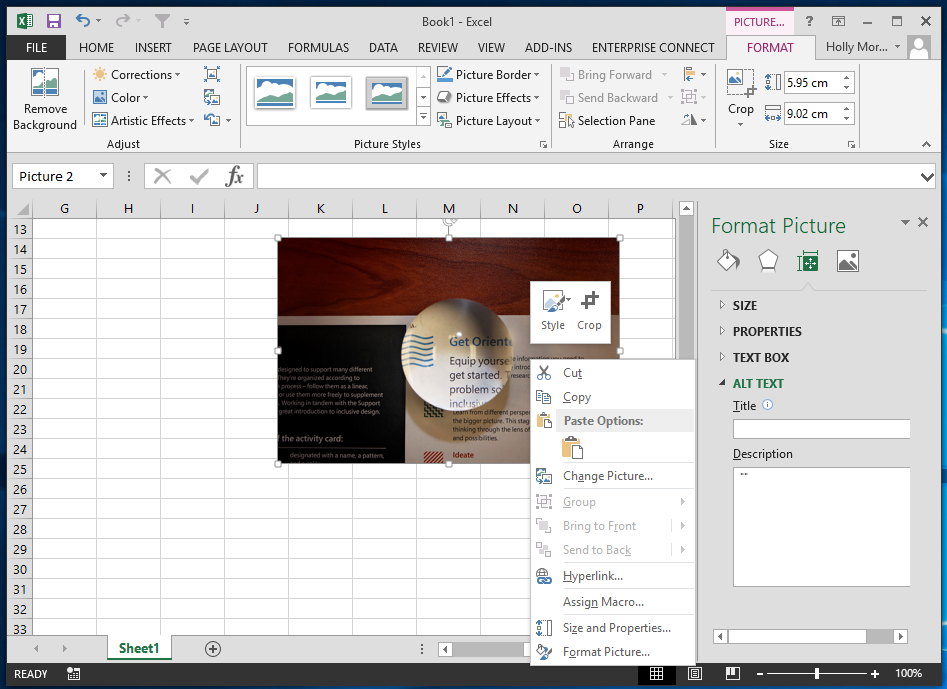 Book1 - Excel
PICTURE...
FILE
HOME
INSERT
PAGE LAYOUT
FORMULAS
DATA
REVIEW
VIEW
ADD-INS
ENTERPRISE CONNECT
FORMAT
Holly Mor...
Remove
Background
Corrections
Color
Artistic Effects
Adjust
Picture Border
Picture Effects
Picture Layout
Picture Styles
Bring Forward
Send Backward
Selection Pane
Arrange
Crop
5.95 cm
9.02 cm
Size
Picture 2
fx
G H I J K L M N O P
13
14
15
16
17
18
19
20
21
22
23
24
25
26
27
28
29
30
31
32
33
designed to support many different
They're organized according to
process – follow them as a linear,
or use them more freely to supplement
Working in tandem with the Support
great introduction to inclusive design.
f the activity card:
designated with a name, a pattern,
Get Oriente
Equip yourse
get started.
problem so
inclusiv
information you need to
Learn from different perspe
the bigger picture. This stag
thinking through the lens of
and possibilities.
Ideate
Style
Crop
Cut
Copy
Paste Options:
Change Picture...
Group
Bring to Front
Send to Back
Hyperlink...
Assign Macro...
Size and Properties...
Format Picture...
Format Picture
SIZE
PROPERTIES
TEXT BOX
ALT TEXT
Title
Description
""
Sheet1
READY
100%